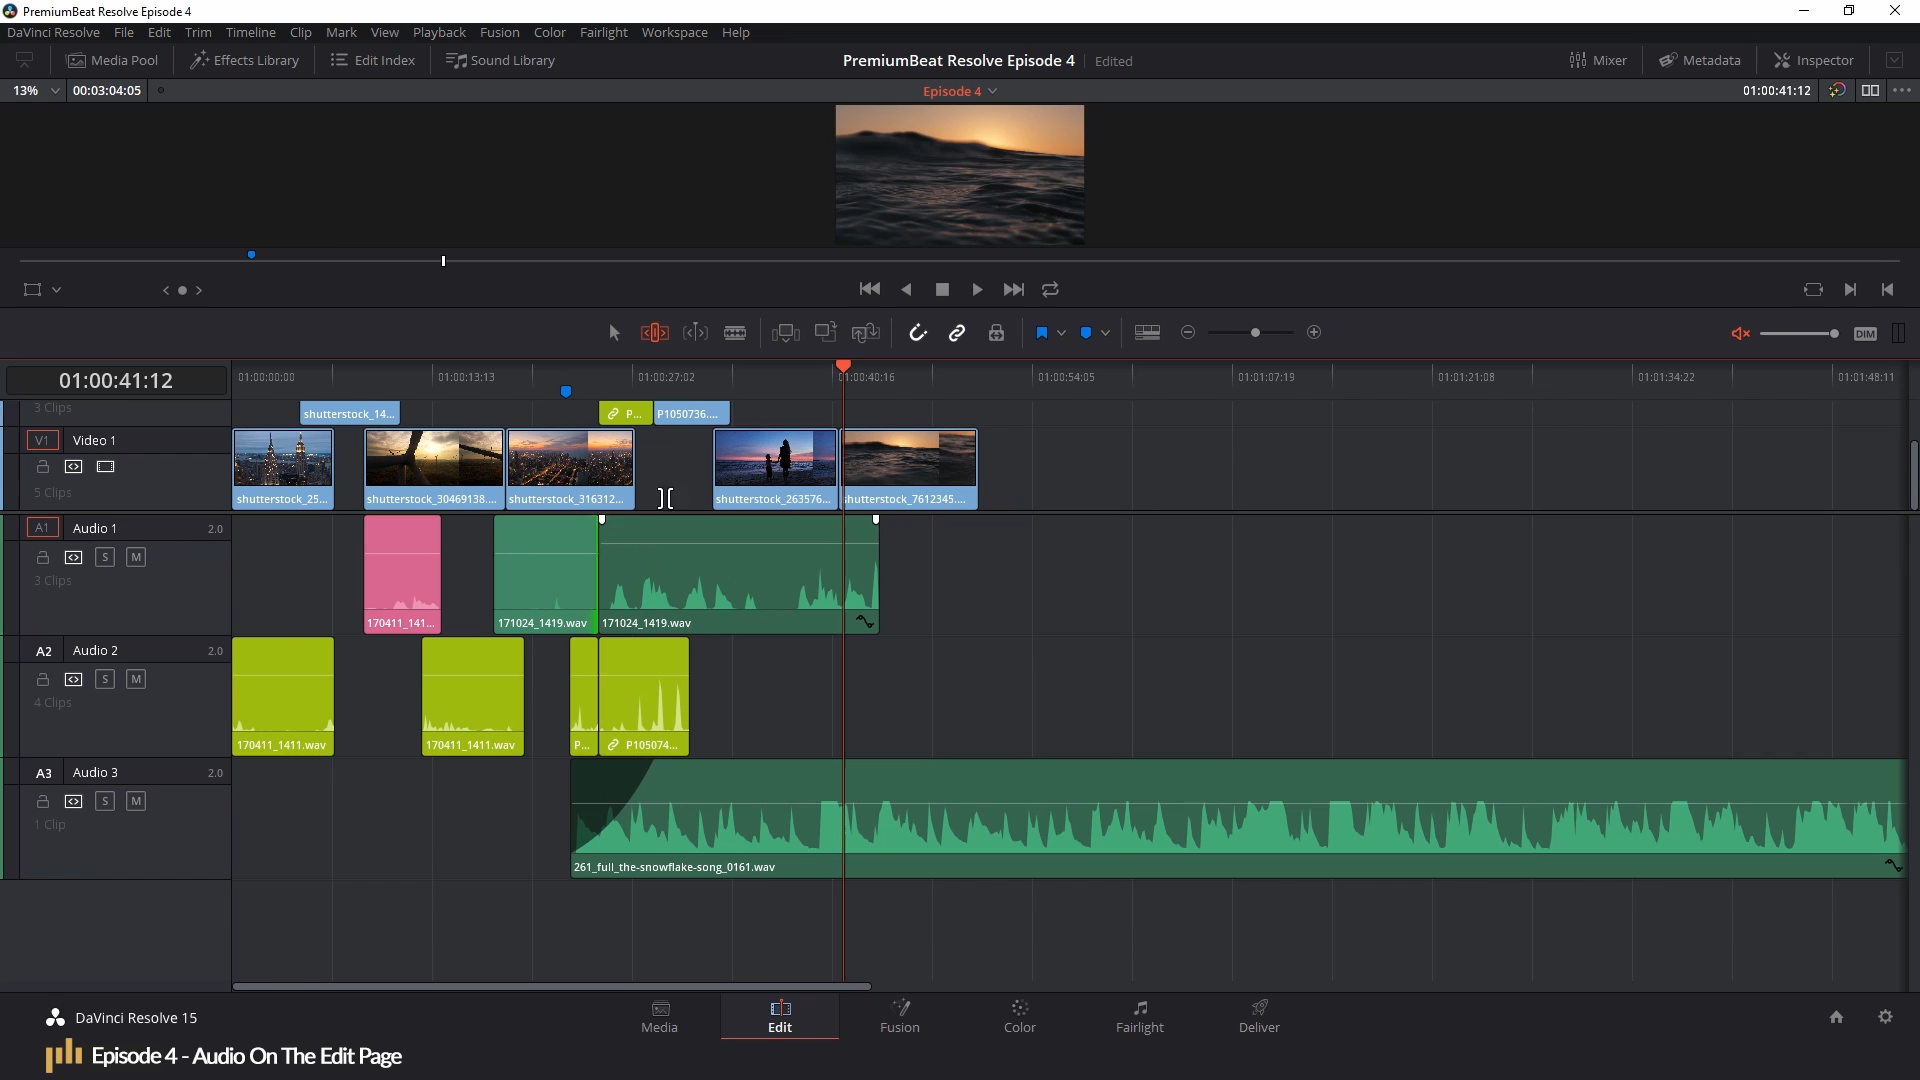 PremiumBeat Resolve Episode 4
DaVinci Resolve File Edit Trim Timeline Clip Mark View Playback Fusion Color Fairlight Workspace Help
Media Pool Effects Library Edit Index Sound Library PremiumBeat Resolve Episode 4 Edited Mixer Metadata Inspector
13% 00:03:04:05 Episode 4 01:00:41:12
DIM
01:00:41:12 01:00:00:00 01:00:13:13 01:00:27:02 01:00:40:16 01:00:54:05 01:01:07:19 01:01:21:08 01:01:34:22 01:01:48:11
3 Clips shutterstock_14... P... P1050736....
V1 Video 1
5 Clips shutterstock_25... shutterstock_30469138.... shutterstock_316312... shutterstock_263576... shutterstock_7612345....
A1 Audio 1 2.0
S M
3 Clips
170411_141... 171024_1419.wav 171024_1419.wav
A2 Audio 2 2.0
S M
4 Clips
170411_1411.wav 170411_1411.wav P... P105074...
A3 Audio 3 2.0
S M
1 Clip
261_full_the-snowflake-song_0161.wav
DaVinci Resolve 15 Media Edit Fusion Color Fairlight Deliver
Episode 4 - Audio On The Edit Page